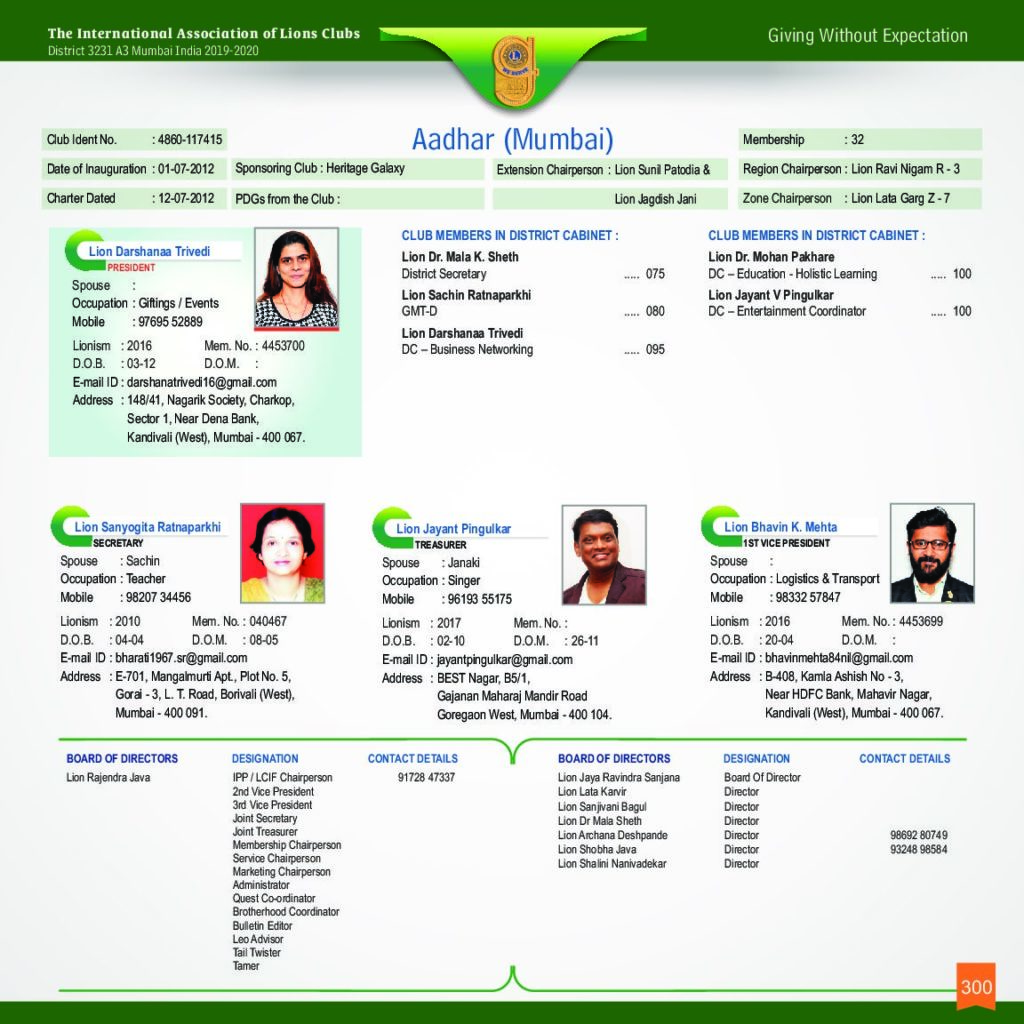 The International Association of Lions Clubs
District 3231 A3 Mumbai India 2019-2020
Giving Without Expectation
WE SERVE
Aadhar (Mumbai)
Club Ident No. : 4860-117415
Membership : 32
Date of Inauguration : 01-07-2012
Sponsoring Club : Heritage Galaxy
Extension Chairperson : Lion Sunil Patodia &
Region Chairperson : Lion Ravi Nigam R - 3
Charter Dated : 12-07-2012
PDGs from the Club :
Lion Jagdish Jani
Zone Chairperson : Lion Lata Garg Z - 7
Lion Darshanaa Trivedi
PRESIDENT
Spouse :
Occupation : Giftings / Events
Mobile : 97695 52889
Lionism : 2016 Mem. No. : 4453700
D.O.B. : 03-12 D.O.M. :
E-mail ID : darshanatrivedi16@gmail.com
Address : 148/41, Nagarik Society, Charkop,
Sector 1, Near Dena Bank,
Kandivali (West), Mumbai - 400 067.
CLUB MEMBERS IN DISTRICT CABINET :
Lion Dr. Mala K. Sheth
District Secretary ..... 075
Lion Sachin Ratnaparkhi
GMT-D ..... 080
Lion Darshanaa Trivedi
DC – Business Networking ..... 095
CLUB MEMBERS IN DISTRICT CABINET :
Lion Dr. Mohan Pakhare
DC – Education - Holistic Learning ..... 100
Lion Jayant V Pingulkar
DC – Entertainment Coordinator ..... 100
Lion Sanyogita Ratnaparkhi
SECRETARY
Spouse : Sachin
Occupation : Teacher
Mobile : 98207 34456
Lionism : 2010 Mem. No. : 040467
D.O.B. : 04-04 D.O.M. : 08-05
E-mail ID : bharati1967.sr@gmail.com
Address : E-701, Mangalmurti Apt., Plot No. 5,
Gorai - 3, L. T. Road, Borivali (West),
Mumbai - 400 091.
Lion Jayant Pingulkar
TREASURER
Spouse : Janaki
Occupation : Singer
Mobile : 96193 55175
Lionism : 2017 Mem. No. :
D.O.B. : 02-10 D.O.M. : 26-11
E-mail ID : jayantpingulkar@gmail.com
Address : BEST Nagar, B5/1,
Gajanan Maharaj Mandir Road
Goregaon West, Mumbai - 400 104.
Lion Bhavin K. Mehta
1ST VICE PRESIDENT
Spouse :
Occupation : Logistics & Transport
Mobile : 98332 57847
Lionism : 2016 Mem. No. : 4453699
D.O.B. : 20-04 D.O.M. :
E-mail ID : bhavinmehta84nil@gmail.com
Address : B-408, Kamla Ashish No - 3,
Near HDFC Bank, Mahavir Nagar,
Kandivali (West), Mumbai - 400 067.
BOARD OF DIRECTORS DESIGNATION CONTACT DETAILS
Lion Rajendra Java IPP / LCIF Chairperson 91728 47337
2nd Vice President
3rd Vice President
Joint Secretary
Joint Treasurer
Membership Chairperson
Service Chairperson
Marketing Chairperson
Administrator
Quest Co-ordinator
Brotherhood Coordinator
Bulletin Editor
Leo Advisor
Tail Twister
Tamer
BOARD OF DIRECTORS DESIGNATION CONTACT DETAILS
Lion Jaya Ravindra Sanjana Board Of Director
Lion Lata Karvir Director
Lion Sanjivani Bagul Director
Lion Dr Mala Sheth Director
Lion Archana Deshpande Director 98692 80749
Lion Shobha Java Director 93248 98584
Lion Shalini Nanivadekar Director
300